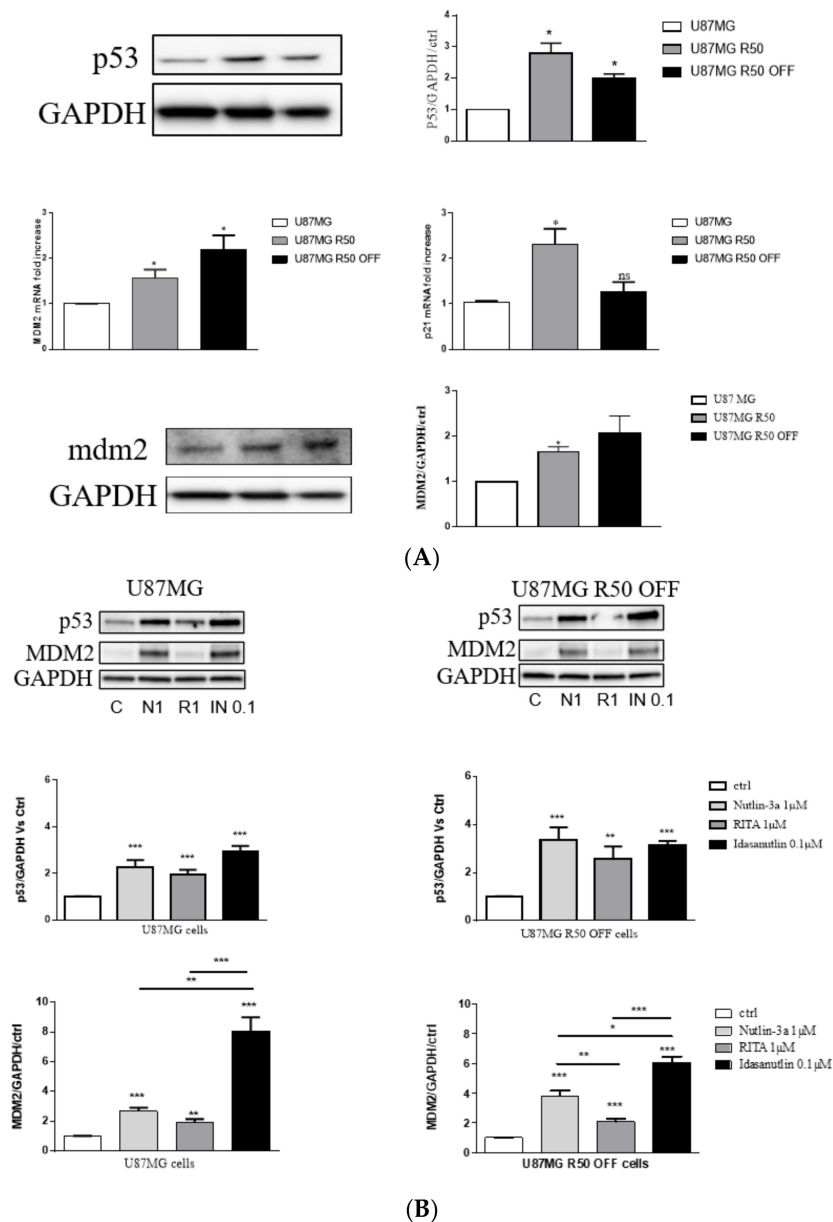 p53
GAPDH
P53/GAPDH/ctrl
4
3
2
1
0
*
*
U87MG
U87MG R50
U87MG R50 OFF
MDM2 mRNA fold increase
3
2
1
0
*
*
U87MG
U87MG R50
U87MG R50 OFF
p21 mRNA fold increase
3
2
1
0
*
ns
U87MG
U87MG R50
U87MG R50 OFF
mdm2
GAPDH
MDM2/GAPDH/ctrl
3
2
1
0
*
U87 MG
U87MG R50
U87MG R50 OFF
(A)
U87MG
p53
MDM2
GAPDH
C N1 R1 IN 0.1
U87MG R50 OFF
p53
MDM2
GAPDH
C N1 R1 IN 0.1
p53/GAPDH Vs Ctrl
6
4
2
0
***
***
***
U87MG cells
p53/GAPDH Vs Ctrl
6
4
2
0
***
**
***
U87MG R50 OFF cells
ctrl
Nutlin-3a 1µM
RITA 1µM
Idasanutlin 0.1µM
MDM2/GAPDH/ctrl
10
8
6
4
2
0
***
**
***
**
***
U87MG cells
MDM2/GAPDH/ctrl
10
8
6
4
2
0
***
*
**
***
***
***
U87MG R50 OFF cells
ctrl
Nutlin-3a 1µM
RITA 1µM
Idasanutlin 0.1µM
(B)